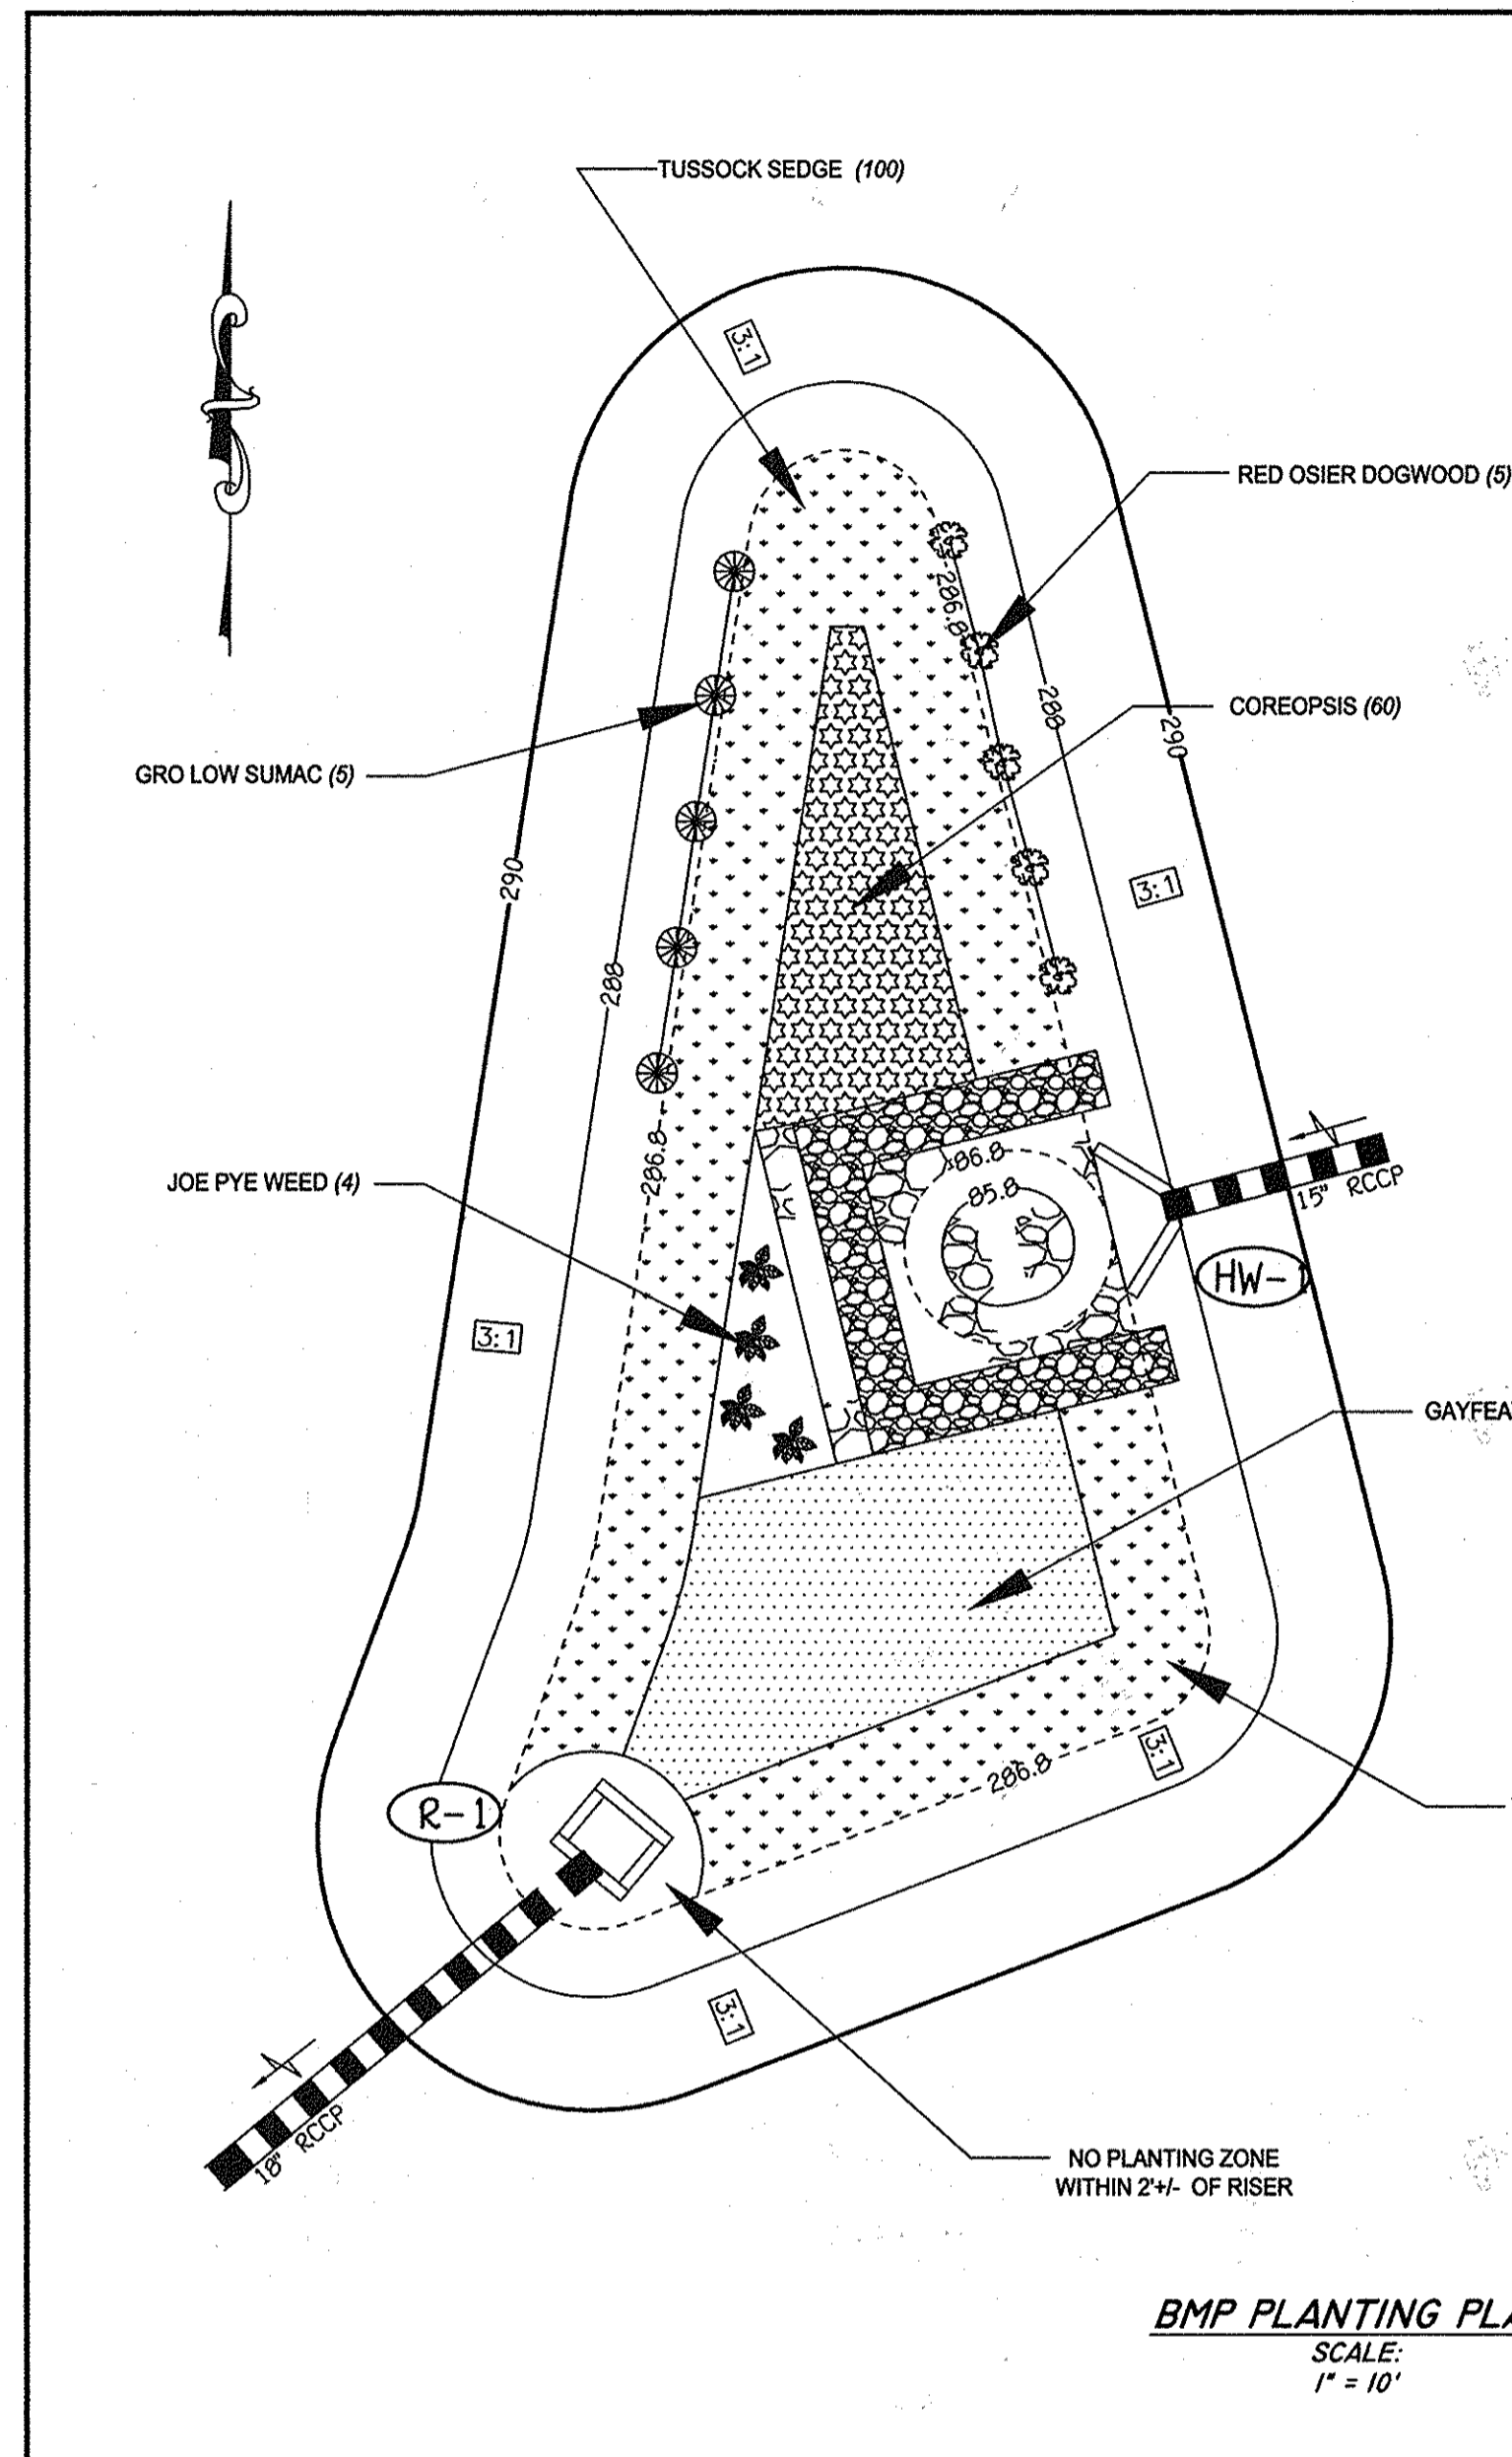 TUSSOCK SEDGE (100)
3:1
RED OSIER DOGWOOD (5)
286.8
288
290
COREOPSIS (60)
GRO LOW SUMAC (5)
290
3:1
288
286.8
JOE PYE WEED (4)
86.8
85.8
15" RCCP
HW-1
3:1
286.8
3:1
R-1
3:1
18" RCCP
NO PLANTING ZONE
WITHIN 2'+/- OF RISER
BMP PLANTING
SCALE:
1" = 10'